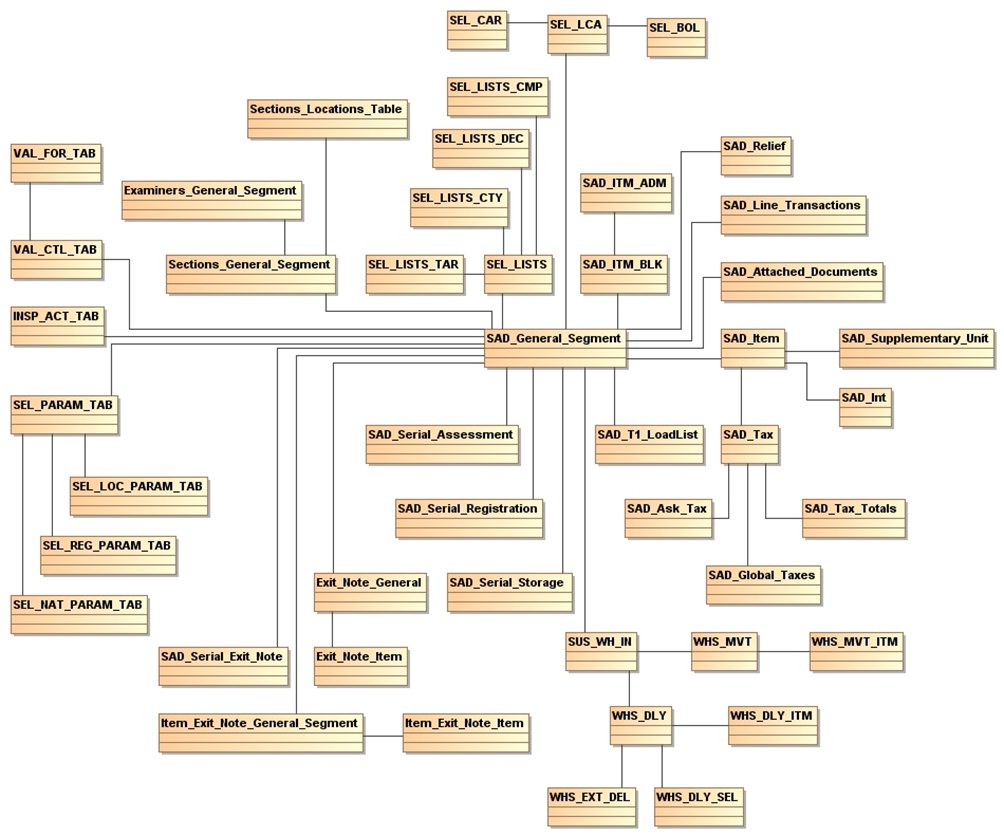 SEL_CAR
SEL_LCA
SEL_BOL
SEL_LISTS_CMP
Sections_Locations_Table
SEL_LISTS_DEC
SAD_Relief
VAL_FOR_TAB
SAD_ITM_ADM
Examiners_General_Segment
SEL_LISTS_CTY
SAD_Line_Transactions
VAL_CTL_TAB
Sections_General_Segment
SEL_LISTS_TAR
SEL_LISTS
SAD_ITM_BLK
SAD_Attached_Documents
INSP_ACT_TAB
SAD_General_Segment
SAD_Item
SAD_Supplementary_Unit
SAD_Int
SEL_PARAM_TAB
SAD_Serial_Assessment
SAD_T1_LoadList
SAD_Tax
SEL_LOC_PARAM_TAB
SAD_Serial_Registration
SAD_Ask_Tax
SAD_Tax_Totals
SEL_REG_PARAM_TAB
SAD_Global_Taxes
Exit_Note_General
SAD_Serial_Storage
SEL_NAT_PARAM_TAB
SUS_WH_IN
WHS_MVT
WHS_MVT_ITM
SAD_Serial_Exit_Note
Exit_Note_Item
WHS_DLY
WHS_DLY_ITM
Item_Exit_Note_General_Segment
Item_Exit_Note_Item
WHS_EXT_DEL
WHS_DLY_SEL